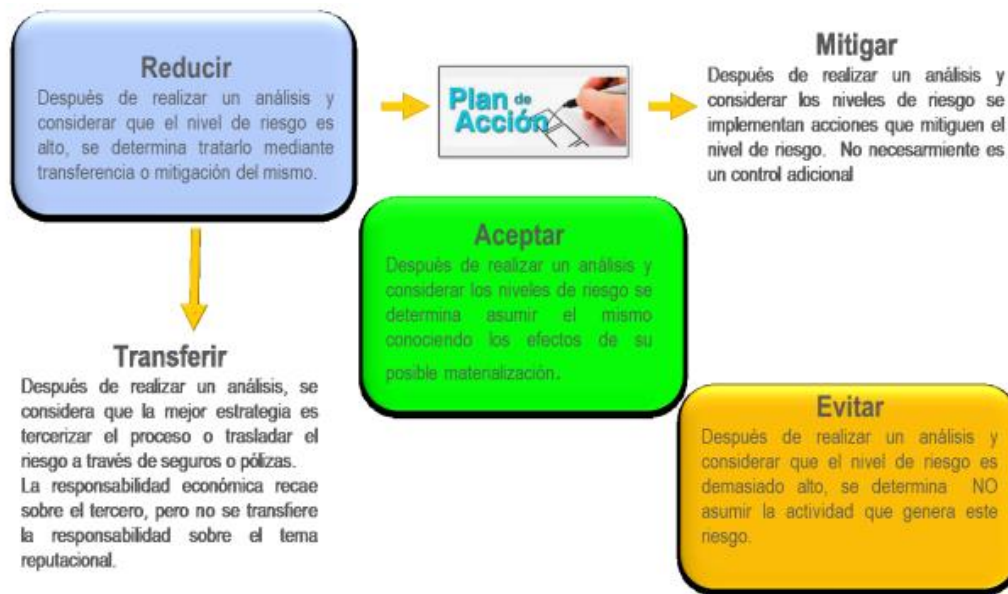 Reducir
Después de realizar un análisis y
considerar que el nivel de riesgo es
alto, se determina tratarlo mediante
transferencia o mitigación del mismo.
Plan de
Acción
Mitigar
Después de realizar un análisis y
considerar los niveles de riesgo se
implementan acciones que mitiguen el
nivel de riesgo. No necesarmiente es
un control adicional
Aceptar
Después de realizar un análisis y
considerar los niveles de riesgo se
determina asumir el mismo
conociendo los efectos de su
posible materialización.
Transferir
Después de realizar un análisis, se
considera que la mejor estrategia es
tercerizar el proceso o trasladar el
riesgo a través de seguros o pólizas.
La responsabilidad económica recae
sobre el tercero, pero no se transfiere
la responsabilidad sobre el tema
reputacional.
Evitar
Después de realizar un análisis y
considerar que el nivel de riesgo es
demasiado alto, se determina NO
asumir la actividad que genera este
riesgo.